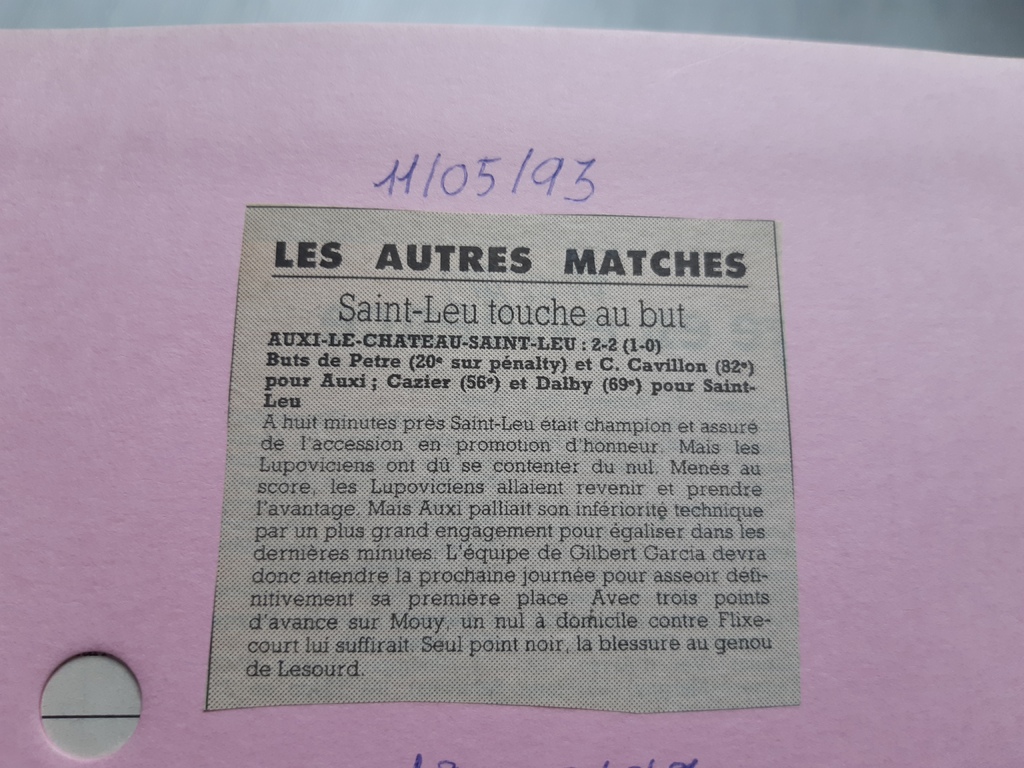 11/05/93
LES AUTRES MATCHES
Saint-Leu touche au but
AUXI-LE-CHATEAU-SAINT-LEU : 2-2 (1-0)
Buts de Petre (20e sur pénalty) et C. Cavillon (82e)
pour Auxi ; Cazier (56e) et Dalby (69e) pour Saint-
Leu
A huit minutes près Saint-Leu était champion et assuré
de l'accession en promotion d'honneur. Mais les
Lupoviciens ont dû se contenter du nul. Menés au
score, les Lupoviciens allaient revenir et prendre
l'avantage. Mais Auxi palliait son infériorité technique
par un plus grand engagement pour égaliser dans les
dernières minutes. L'équipe de Gilbert Garcia devra
donc attendre la prochaine journée pour asseoir défi-
nitivement sa première place. Avec trois points
d'avance sur Mouy, un nul à domicile contre Flixe-
court lui suffirait. Seul point noir, la blessure au genou
de Lesourd.